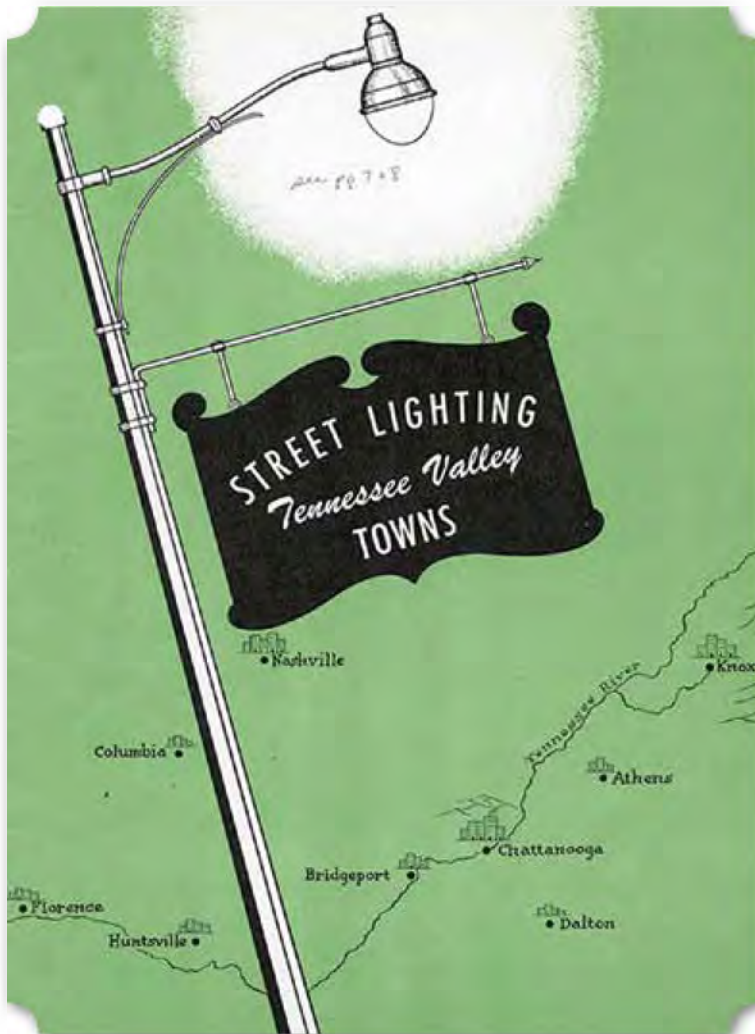 see pg 7 & 8
STREET LIGHTING
Tennessee Valley
TOWNS
Nashville
Knox
Tennessee River
Columbia
Athens
Chattanooga
Bridgeport
Florence
Dalton
Huntsville